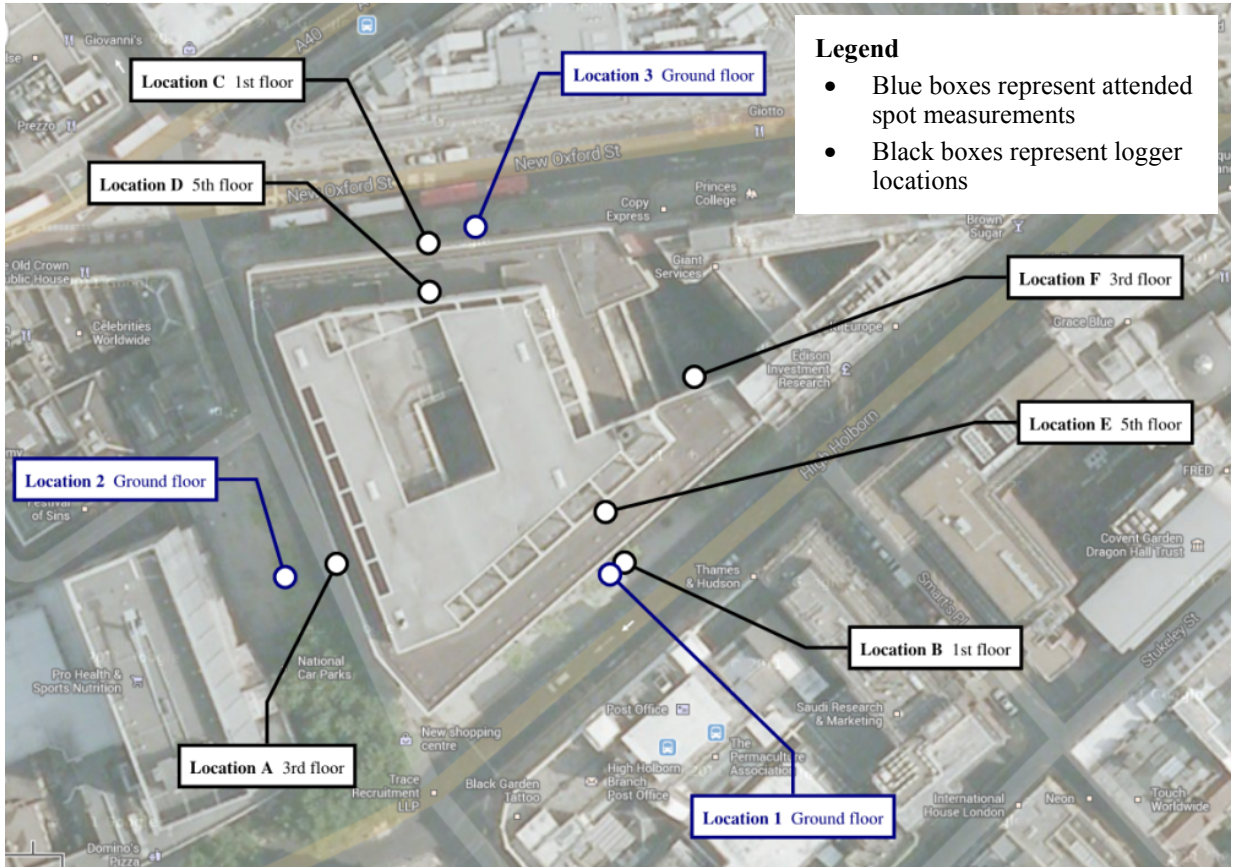 Giovanni's
A40
Legend
• Blue boxes represent attended
spot measurements
• Black boxes represent logger
locations
Location C 1st floor
Location 3 Ground floor
Prezzo
Giotto
New Oxford St
Location D 5th floor
New Oxford St
Princes
College
Copy
Express
Brown
Sugar
Old Crown
Public House
Giant
Services
Location F 3rd floor
Celebrities
Worldwide
Grace Blue
Edison
Investment
Research
High Holborn
Location E 5th floor
Location 2 Ground floor
FRED
of Sins
Covent Garden
Dragon Hall Trust
Thames
& Hudson
Smart's Pl
Stukeley St
Location B 1st floor
National
Car Parks
Pro Health &
Sports Nutrition
Post Office
Saudi Research
& Marketing
New shopping
centre
The
Permaculture
Association
Location A 3rd floor
High Holborn
Branch
Post Office
Trace
Recruitment
LLP
Black Garden
Tattoo
International
House London
Neon
Touch
Worldwide
Location 1 Ground floor
Domino's
Pizza